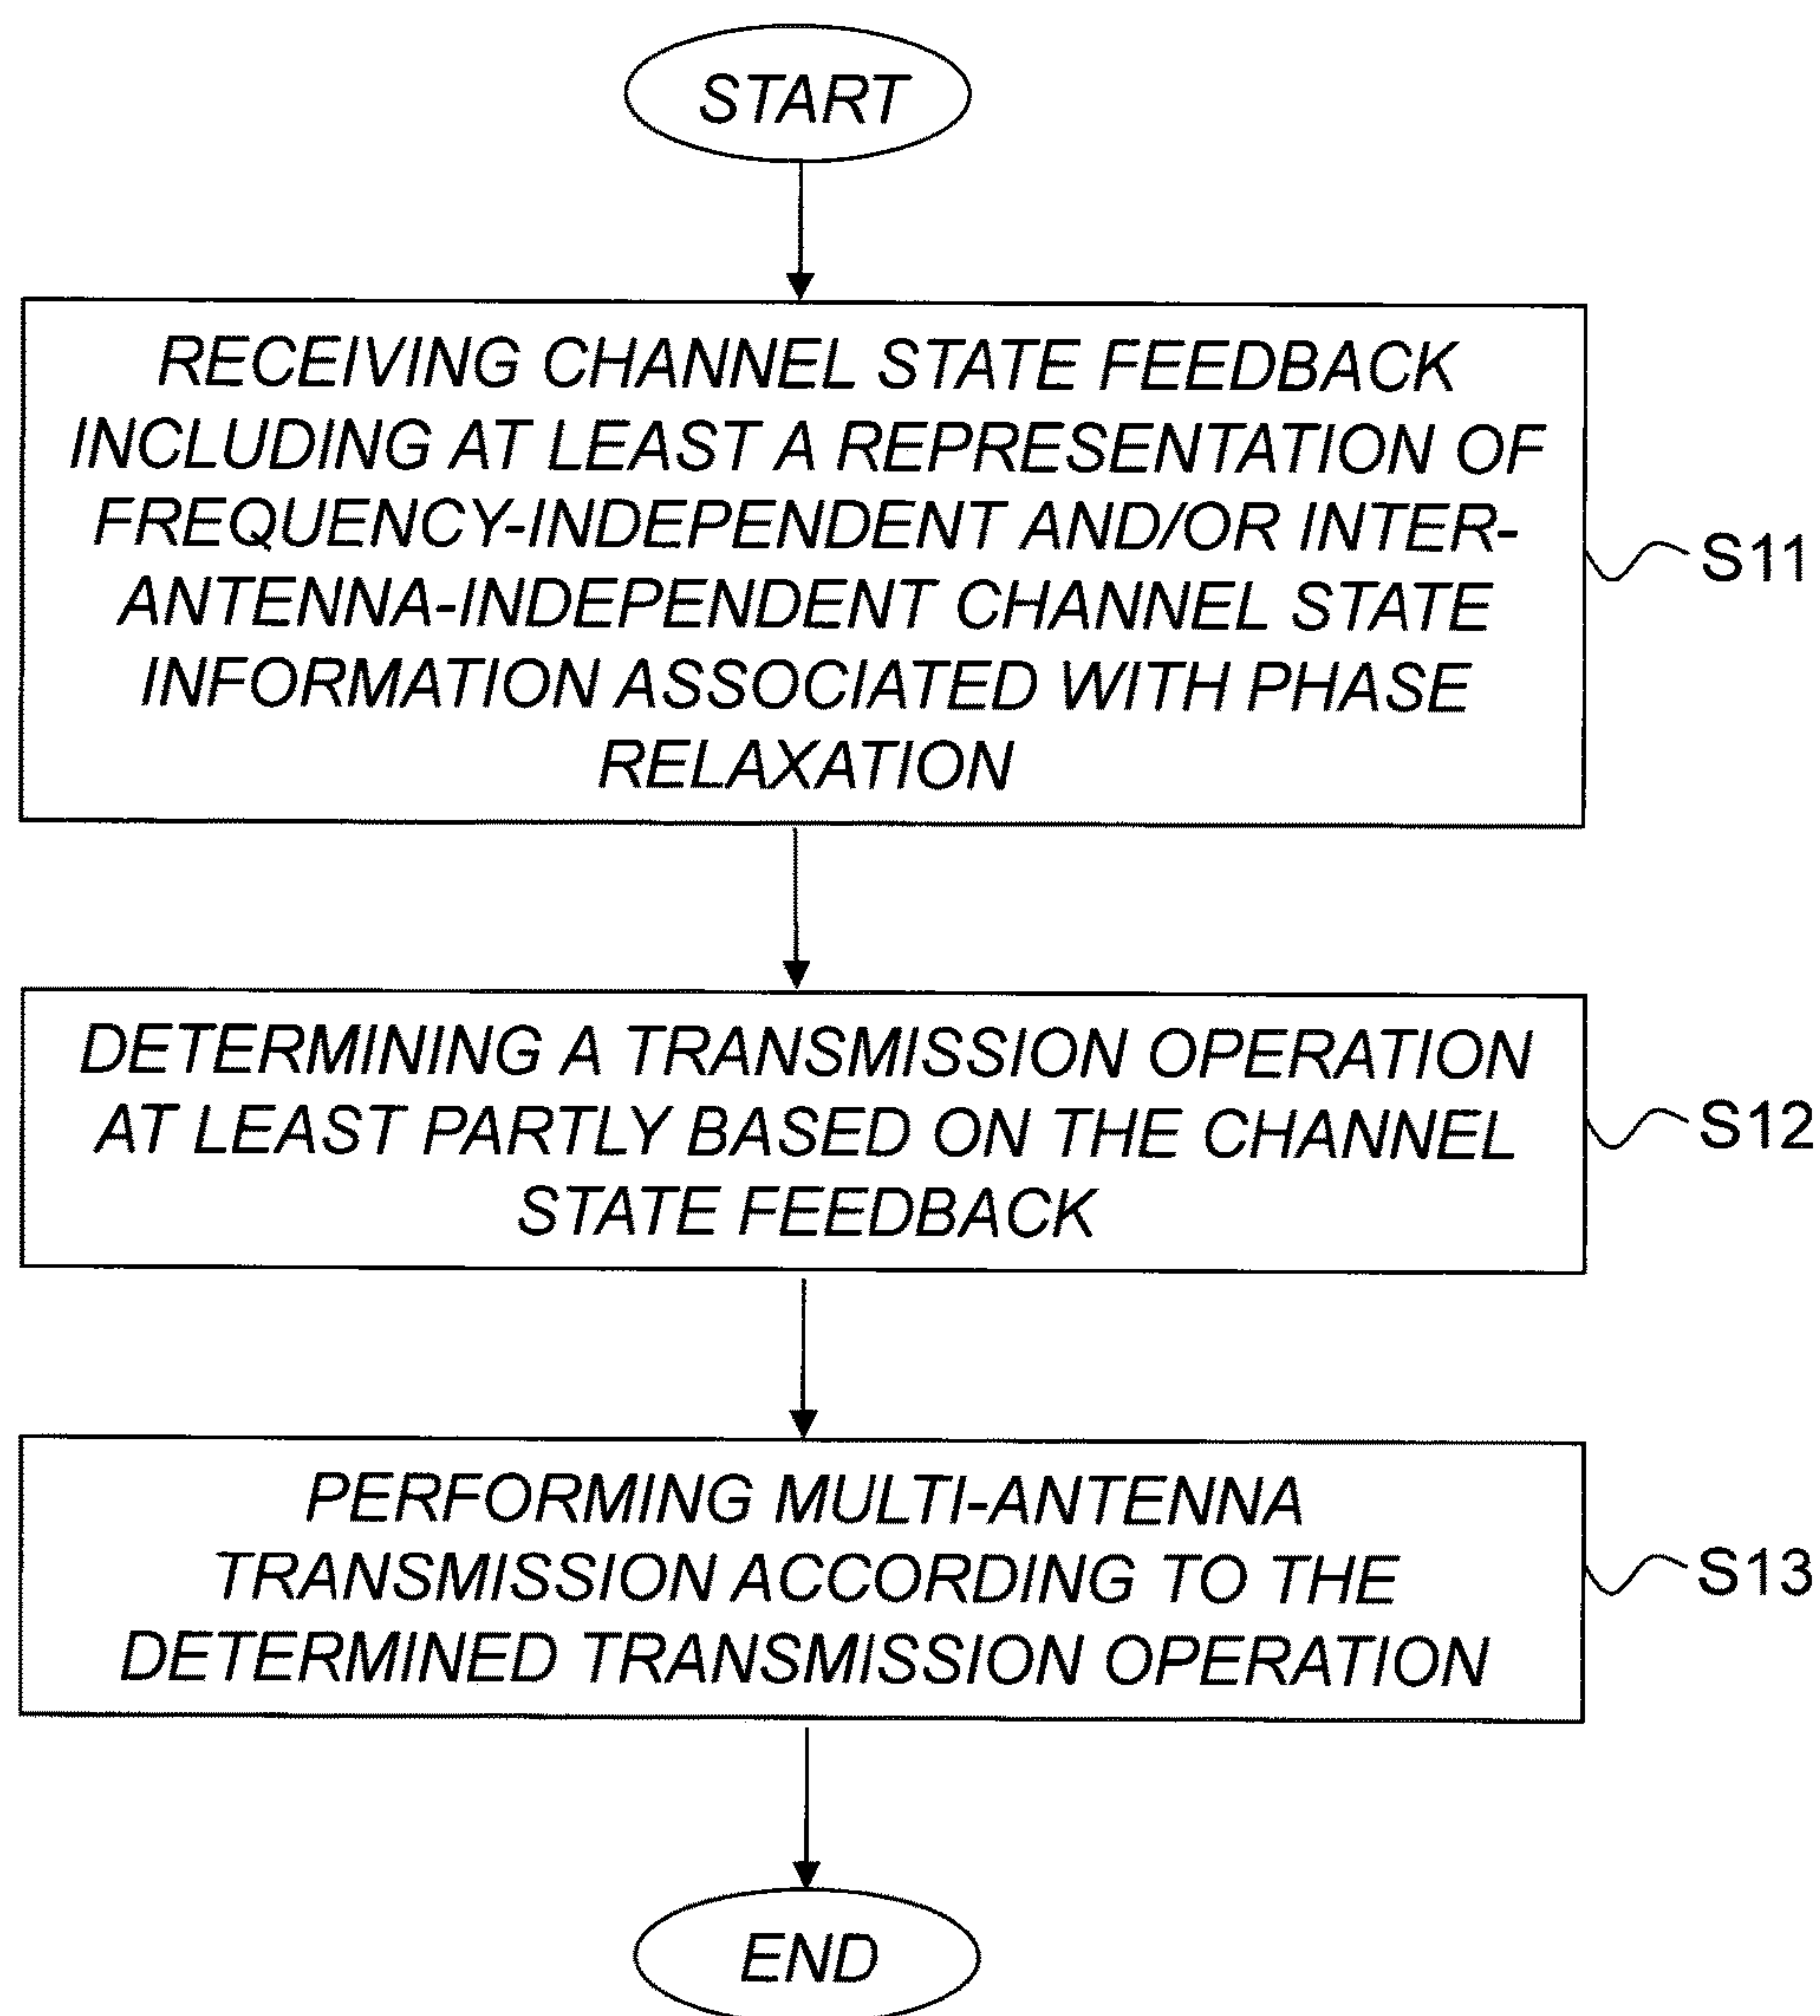 START
RECEIVING CHANNEL STATE FEEDBACK
INCLUDING AT LEAST A REPRESENTATION OF
FREQUENCY-INDEPENDENT AND/OR INTER-
ANTENNA-INDEPENDENT CHANNEL STATE
INFORMATION ASSOCIATED WITH PHASE
RELAXATION
S11
DETERMINING A TRANSMISSION OPERATION
AT LEAST PARTLY BASED ON THE CHANNEL
STATE FEEDBACK
S12
PERFORMING MULTI-ANTENNA
TRANSMISSION ACCORDING TO THE
DETERMINED TRANSMISSION OPERATION
S13
END